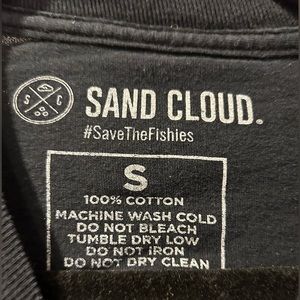 S C
SAND CLOUD.
#SaveTheFishies
S
100% COTTON
MACHINE WASH COLD
DO NOT BLEACH
TUMBLE DRY LOW
DO NOT IRON
DO NOT DRY CLEAN